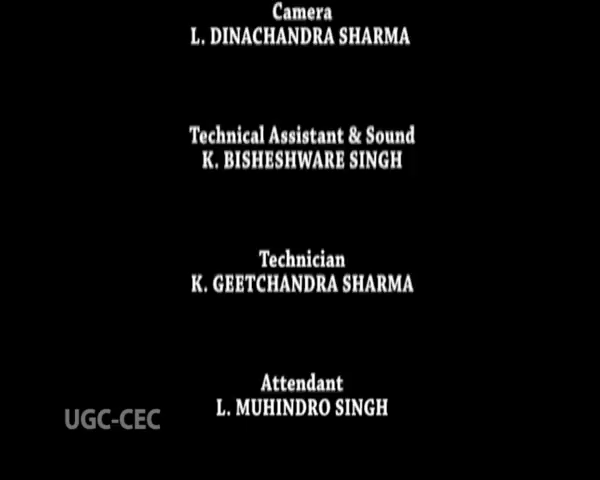 Camera
L. DINACHANDRA SHARMA
Technical Assistant & Sound
K. BISHESHWARE SINGH
Technician
K. GEETCHANDRA SHARMA
Attendant
L. MUHINDRO SINGH
UGC-CEC